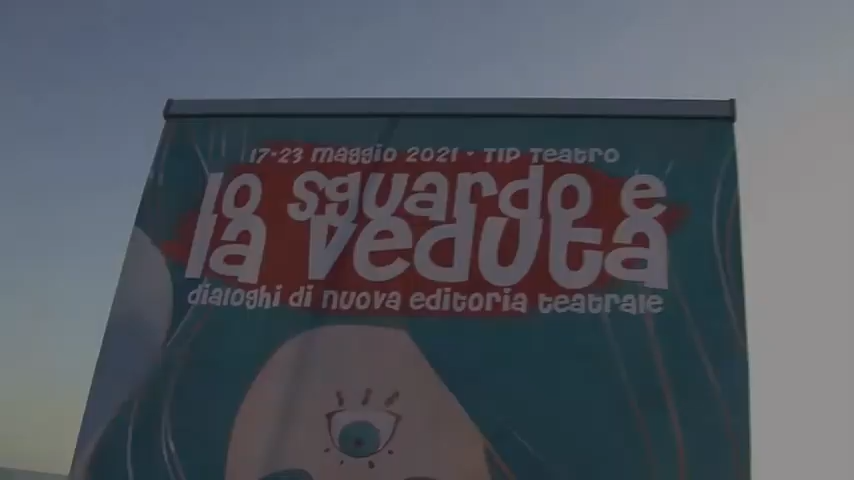 17-23 maggio 2021 - TIP Teatro
lo sguardo e
la veduta
dialoghi di nuova editoria teatrale